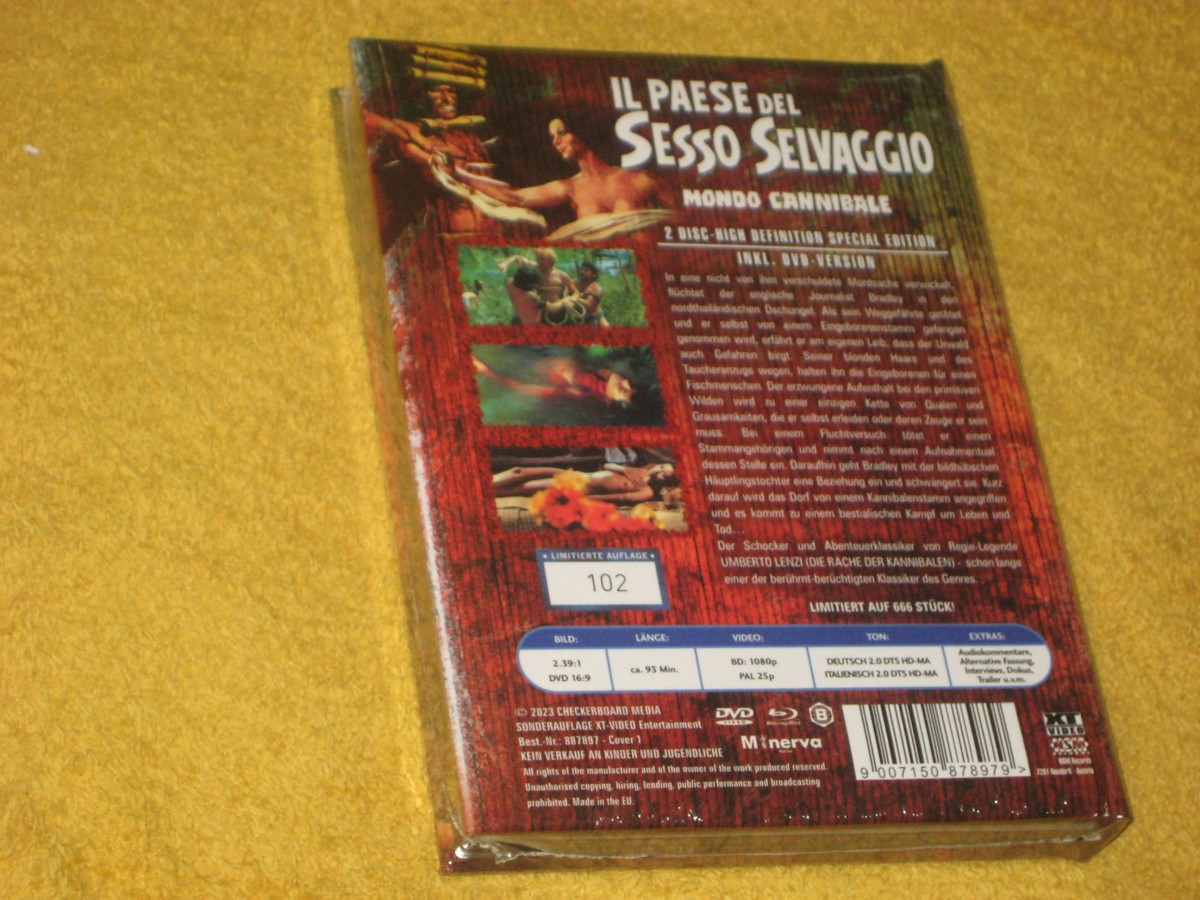 IL PAESE DEL
SESSO SELVAGGIO
MONDO CANNIBALE
2 DISC-HIGH DEFINITION SPECIAL EDITION
INKL. DVD-VERSION
In eine nicht von ihm verschuldete Mordsache verwickelt,
flüchtet der englische Journalist Bradley in den
nordthailändischen Dschungel. Als sein Weggefährte getötet
und er selbst von einem Eingeborenenstamm gefangen
genommen wird, erfährt er am eigenen Leib, dass der Urwald
auch Gefahren birgt. Seiner blonden Haare und des
Taucheranzugs wegen, halten ihn die Eingeborenen für einen
Fischmenschen. Der erzwungene Aufenthalt bei den primitiven
Wilden wird zu einer einzigen Kette von Qualen und
Grausamkeiten, die er selbst erleiden oder deren Zeuge er sein
muss. Bei einem Fluchtversuch tötet er einen
Stammangehörigen und nimmt nach einem Aufnahmeritual
dessen Stelle ein. Daraufhin geht Bradley mit der bildhübschen
Häuptlingstochter eine Beziehung ein und schwängert sie. Kurz
darauf wird das Dorf von einem Kannibalenstamm angegriffen
und es kommt zu einem bestialischen Kampf um Leben und
Tod...
Der Schocker und Abenteuerklassiker von Regie-Legende
UMBERTO LENZI (DIE RACHE DER KANNIBALEN) - schon lange
einer der berühmt-berüchtigten Klassiker des Genres.
LIMITIERTE AUFLAGE
102
LIMITIERT AUF 666 STÜCK!
BILD: LÄNGE: VIDEO: TON: EXTRAS:
2.39:1 ca. 93 Min. BD: 1080p DEUTSCH 2.0 DTS HD-MA Audiokommentare,
Alternative Fassung,
DVD 16:9 PAL 25p ITALIENISCH 2.0 DTS HD-MA Interviews, Dokus,
Trailer u.v.m.
© 2023 CHECKERBOARD MEDIA
SONDERAUFLAGE XT-VIDEO Entertainment
Best.-Nr.: 887897 - Cover 1
KEIN VERKAUF AN KINDER UND JUGENDLICHE
All rights of the manufacturer and of the owner of the work produced reserved.
Unauthorised copying, hiring, lending, public performance and broadcasting
prohibited. Made in the EU.
DVD VIDEO Blu-ray Disc B
Minerva
9 007150 878979 >
XT
VIDEO